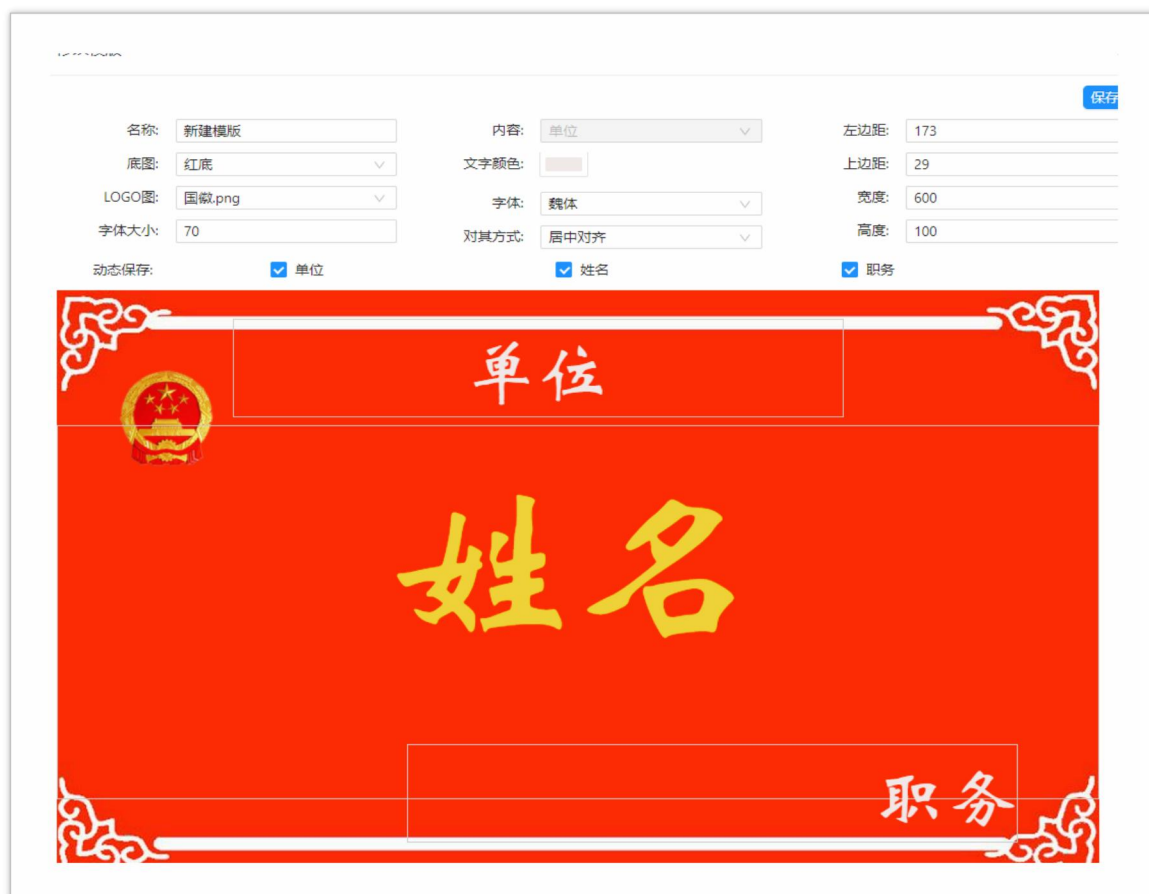 保存
名称: 新建模版 内容: 单位 左边距: 173
底图: 红底 文字颜色: 上边距: 29
LOGO图: 国徽.png 字体: 魏体 宽度: 600
字体大小: 70 对其方式: 居中对齐 高度: 100
动态保存: 单位 姓名 职务
单位
姓名
职务